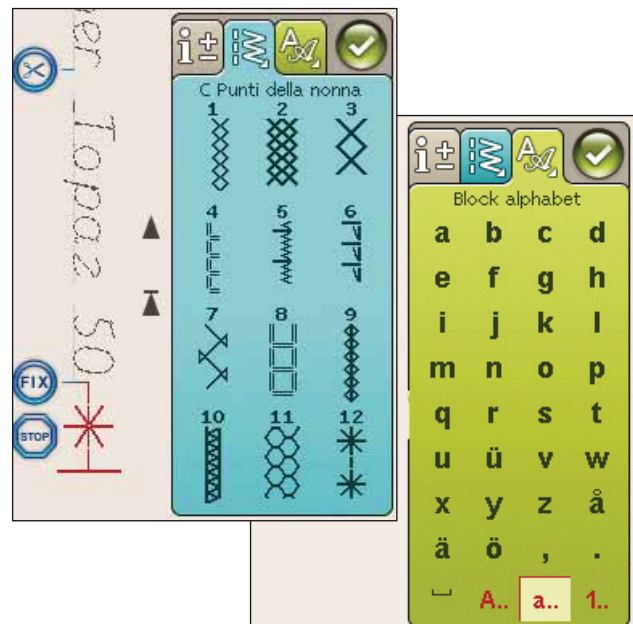 ner Topaz 50
FIX
STOP
i±
C Punti della nonna
1 2 3
4 5 6
7 8 9
10 11 12
i±
Block alphabet
a b c d
e f g h
i j k l
m n o p
q r s t
u ü v w
x y z å
ä ö , .
A.. a.. 1..